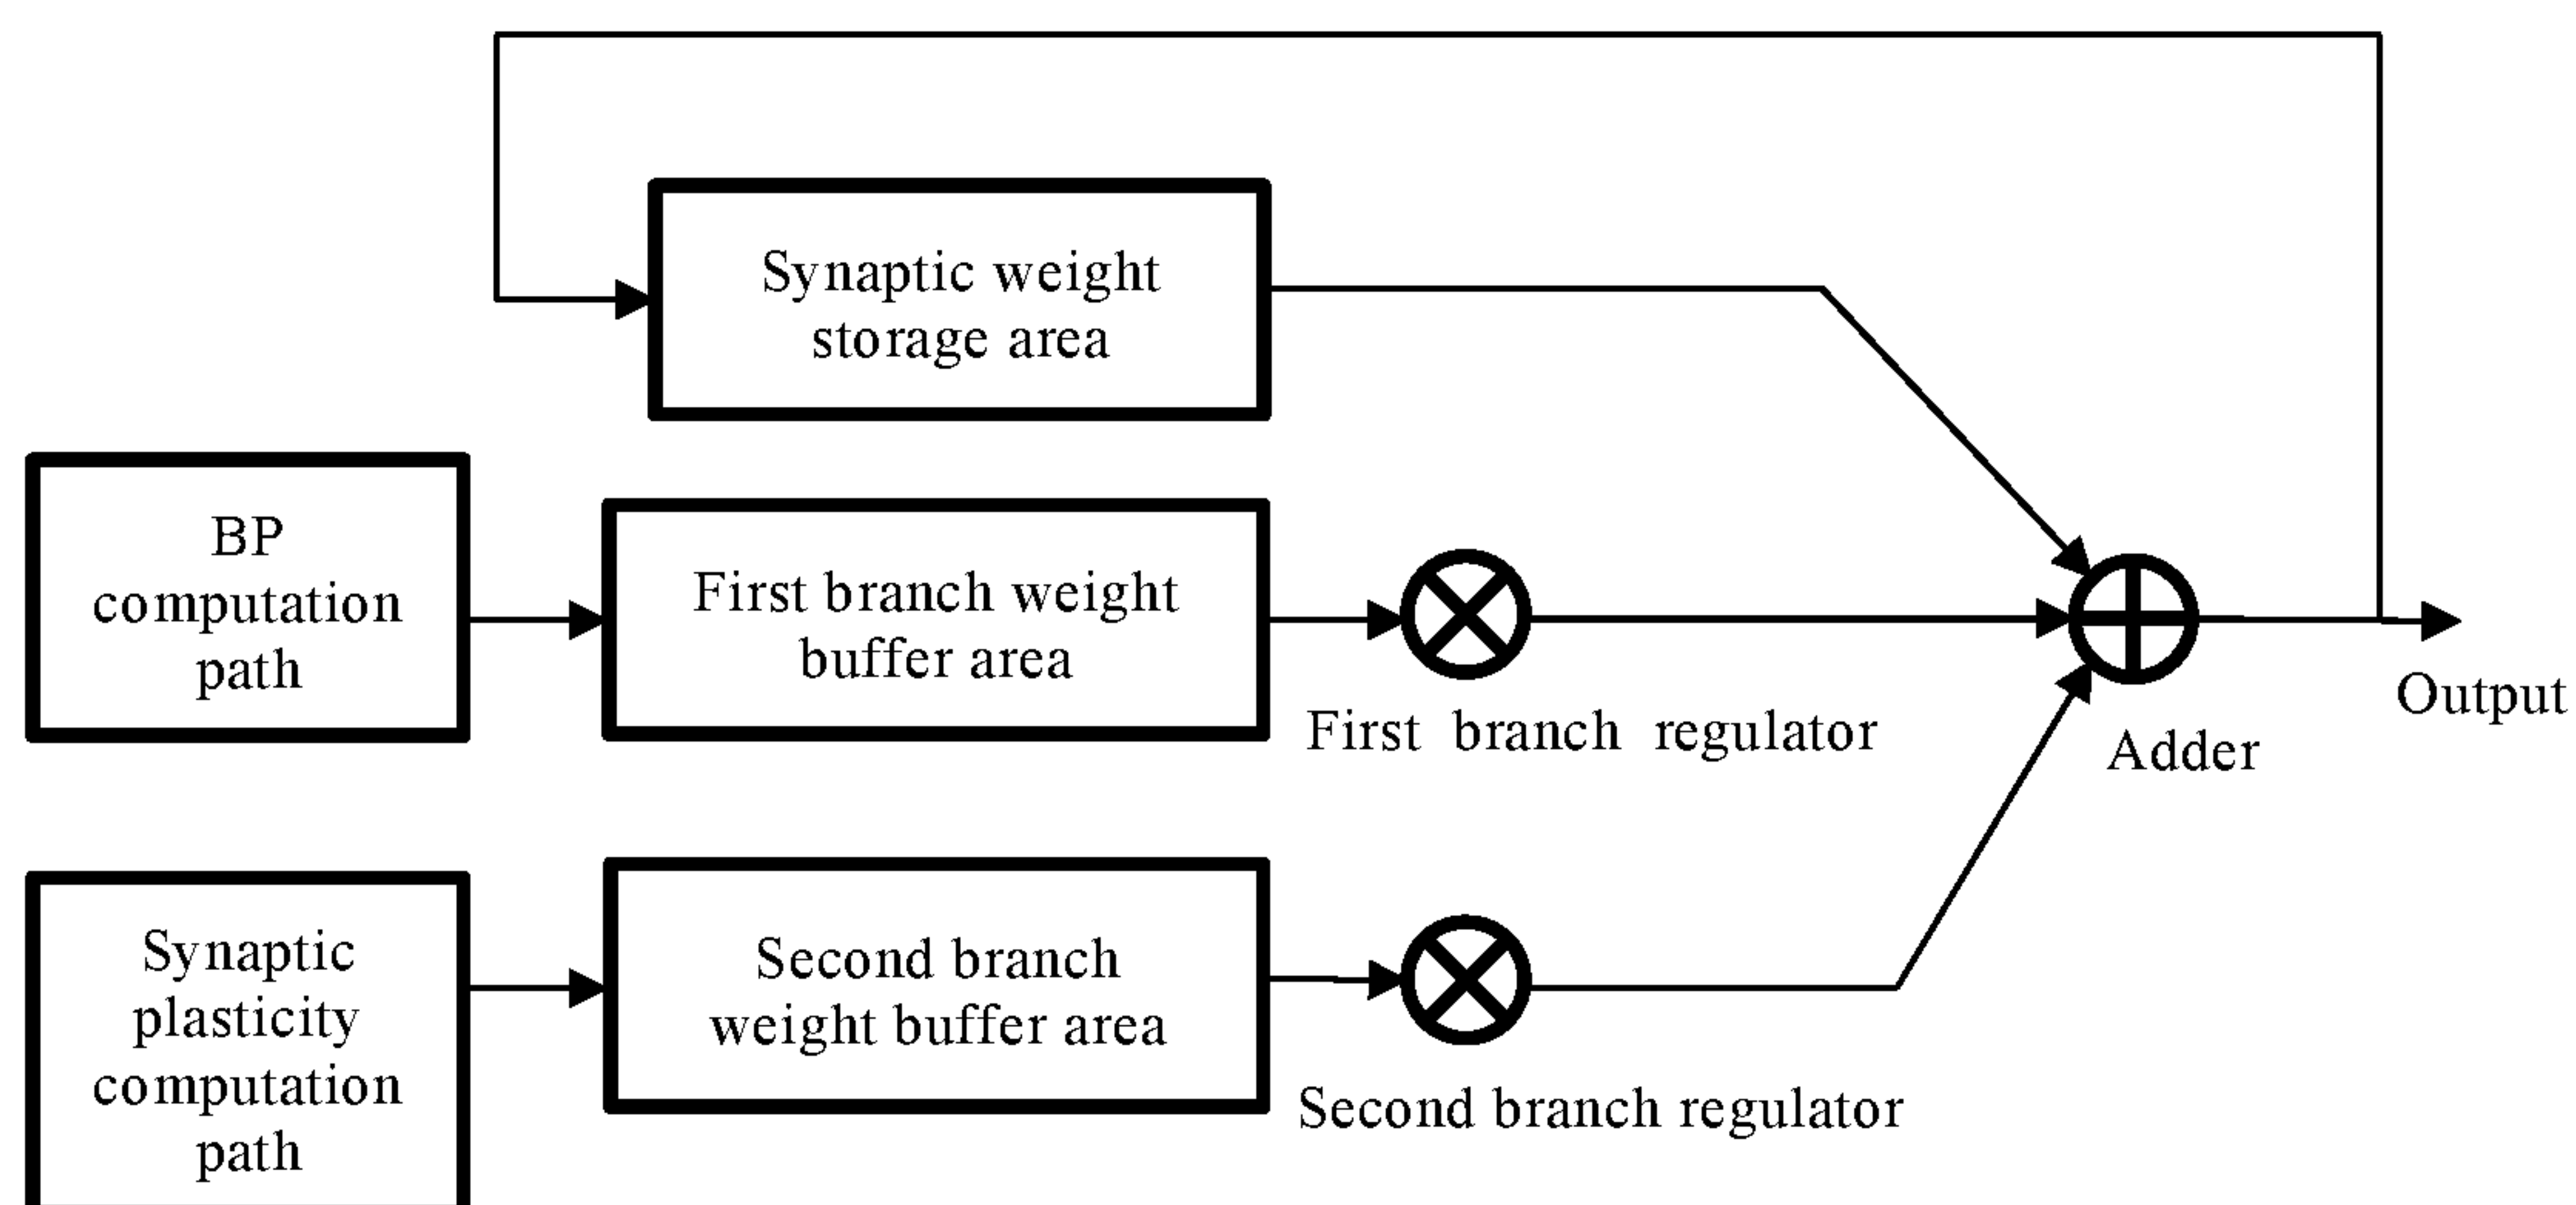 Synaptic weight
storage area
BP
computation
path
First branch weight
buffer area
First branch regulator
Adder
Output
Synaptic
plasticity
computation
path
Second branch
weight buffer area
Second branch regulator